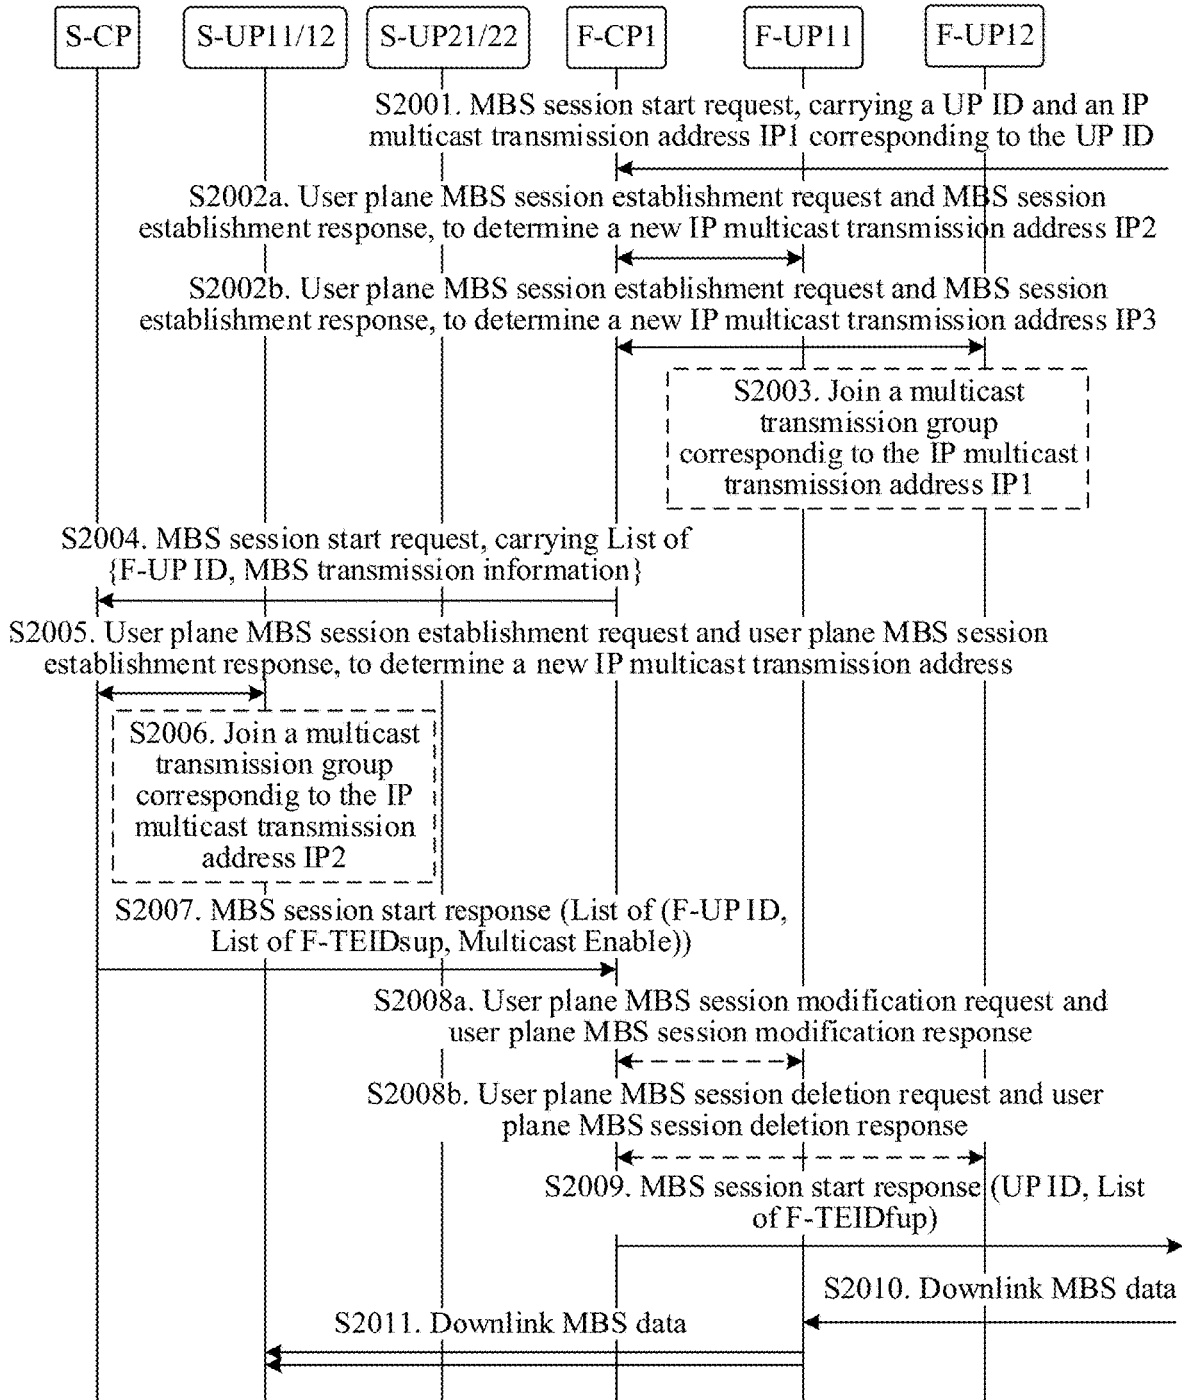 S-CP
S-UP11/12
S-UP21/22
F-CP1
F-UP11
F-UP12
S2001. MBS session start request, carrying a UP ID and an IP
multicast transmission address IP1 corresponding to the UP ID
S2002a. User plane MBS session establishment request and MBS session
establishment response, to determine a new IP multicast transmission address IP2
S2002b. User plane MBS session establishment request and MBS session
establishment response, to determine a new IP multicast transmission address IP3
S2003. Join a multicast
transmission group
correspondig to the IP multicast
transmission address IP1
S2004. MBS session start request, carrying List of
{F-UP ID, MBS transmission information}
S2005. User plane MBS session establishment request and user plane MBS session
establishment response, to determine a new IP multicast transmission address
S2006. Join a multicast
transmission group
correspondig to the IP
multicast transmission
address IP2
S2007. MBS session start response (List of (F-UP ID,
List of F-TEIDsup, Multicast Enable))
S2008a. User plane MBS session modification request and
user plane MBS session modification response
S2008b. User plane MBS session deletion request and user
plane MBS session deletion response
S2009. MBS session start response (UP ID, List
of F-TEIDfup)
S2010. Downlink MBS data
S2011. Downlink MBS data